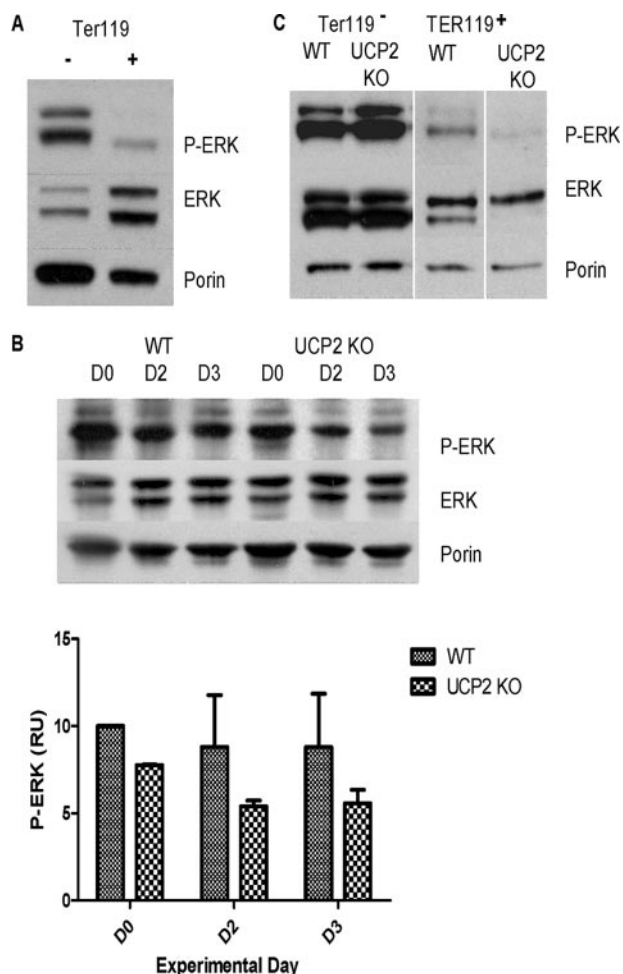 A
Ter119
- +
P-ERK
ERK
Porin
C
Ter119 - TER119 +
WT UCP2 KO WT UCP2 KO
P-ERK
ERK
Porin
B
WT UCP2 KO
D0 D2 D3 D0 D2 D3
P-ERK
ERK
Porin
15
10
5
0
P-ERK (RU)
WT
UCP2 KO
D0 D2 D3
Experimental Day